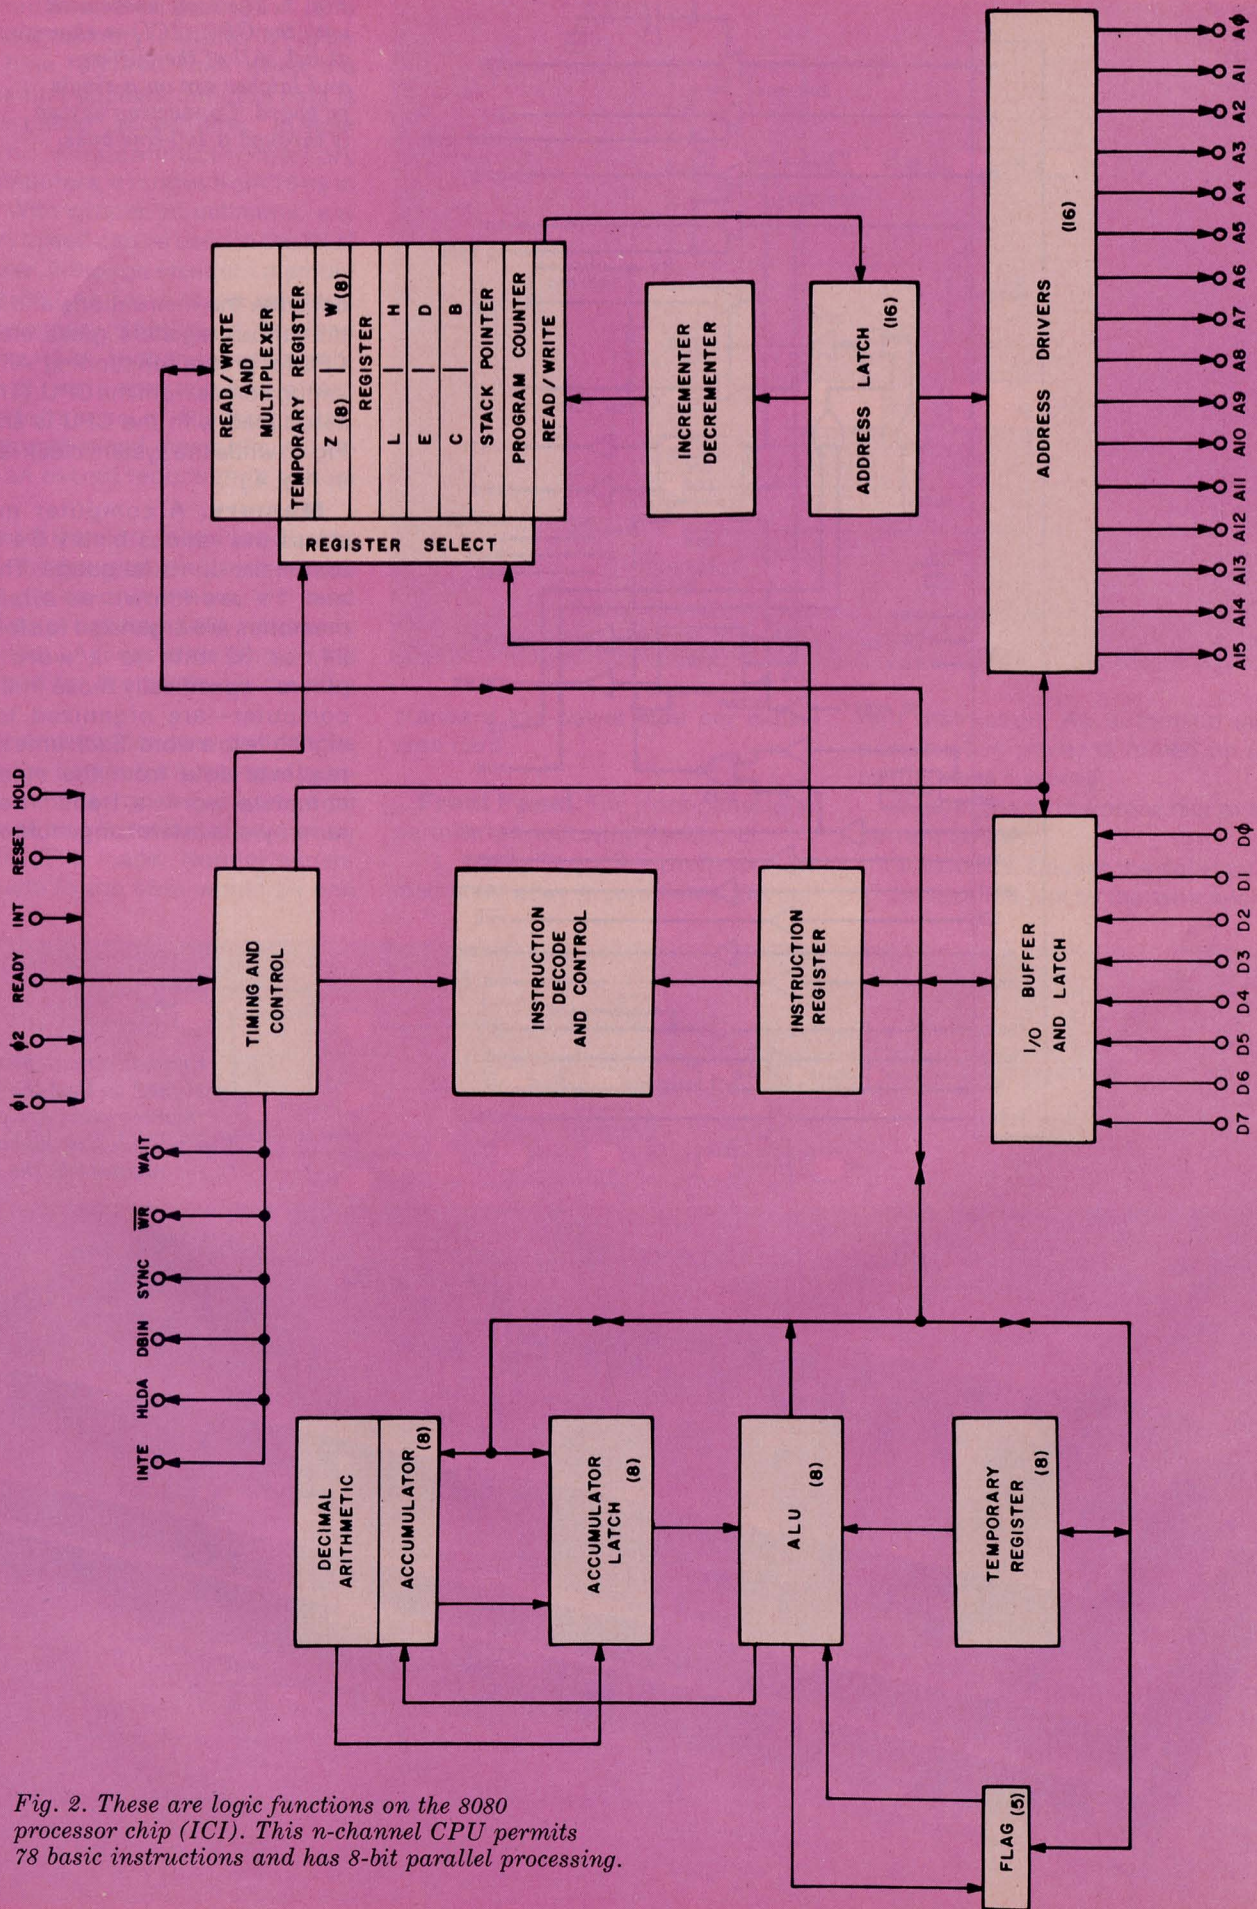 ϕ1
ϕ2
READY
INT
RESET
HOLD
INTE
HLDA
DBIN
SYNC
W̅R̅
WAIT
TIMING AND
CONTROL
INSTRUCTION
DECODE
AND CONTROL
INSTRUCTION
REGISTER
I/O BUFFER
AND LATCH
D7
D6
D5
D4
D3
D2
D1
Dϕ
READ/WRITE
AND
MULTIPLEXER
TEMPORARY REGISTER
Z (8) | W (8)
REGISTER
L | H
E | D
C | B
STACK POINTER
PROGRAM COUNTER
READ/WRITE
REGISTER SELECT
INCREMENTER
DECREMENTER
ADDRESS LATCH
(16)
ADDRESS DRIVERS
(16)
A15
A14
A13
A12
A11
A10
A9
A8
A7
A6
A5
A4
A3
A2
A1
Aϕ
DECIMAL
ARITHMETIC
ACCUMULATOR
(8)
ACCUMULATOR
LATCH
(8)
ALU
(8)
TEMPORARY
REGISTER
(8)
FLAG
(5)
Fig. 2. These are logic functions on the 8080
processor chip (ICI). This n-channel CPU permits
78 basic instructions and has 8-bit parallel processing.